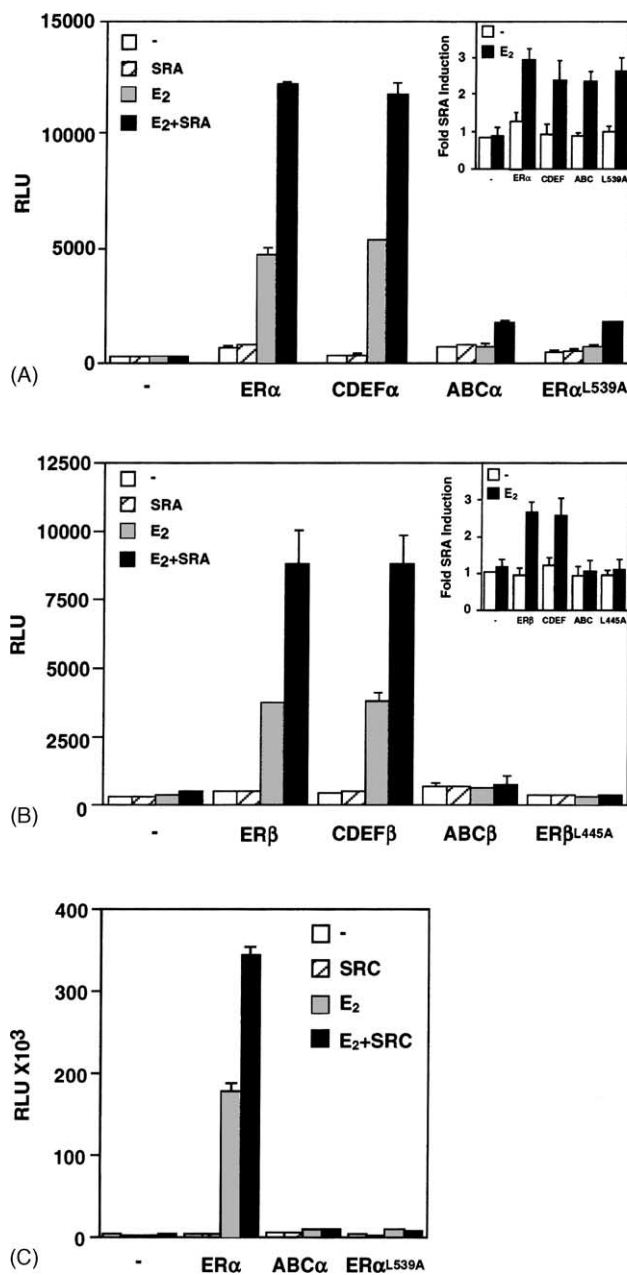 15000
10000
5000
0
RLU
-
SRA
E2
E2+SRA
-
E2
Fold SRA Induction
3
2
1
0
- ERα CDEF ABC L539A
(A)
- ERα CDEFα ABCα ERαL539A
12500
10000
7500
5000
2500
0
RLU
-
SRA
E2
E2+SRA
-
E2
Fold SRA Induction
3
2
1
0
- ERβ CDEF ABC L445A
(B)
- ERβ CDEFβ ABCβ ERβL445A
400
300
200
100
0
RLU X10³
-
SRC
E2
E2+SRC
(C)
- ERα ABCα ERαL539A